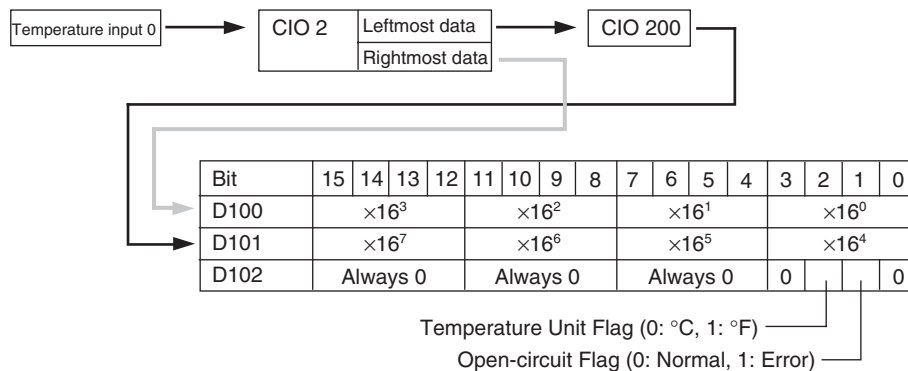 Temperature input 0
CIO 2
Leftmost data
Rightmost data
CIO 200
Bit 15 14 13 12 11 10 9 8 7 6 5 4 3 2 1 0
D100 ×16³ ×16² ×16¹ ×16⁰
D101 ×16⁷ ×16⁶ ×16⁵ ×16⁴
D102 Always 0 Always 0 Always 0 0 0
Temperature Unit Flag (0: °C, 1: °F)
Open-circuit Flag (0: Normal, 1: Error)